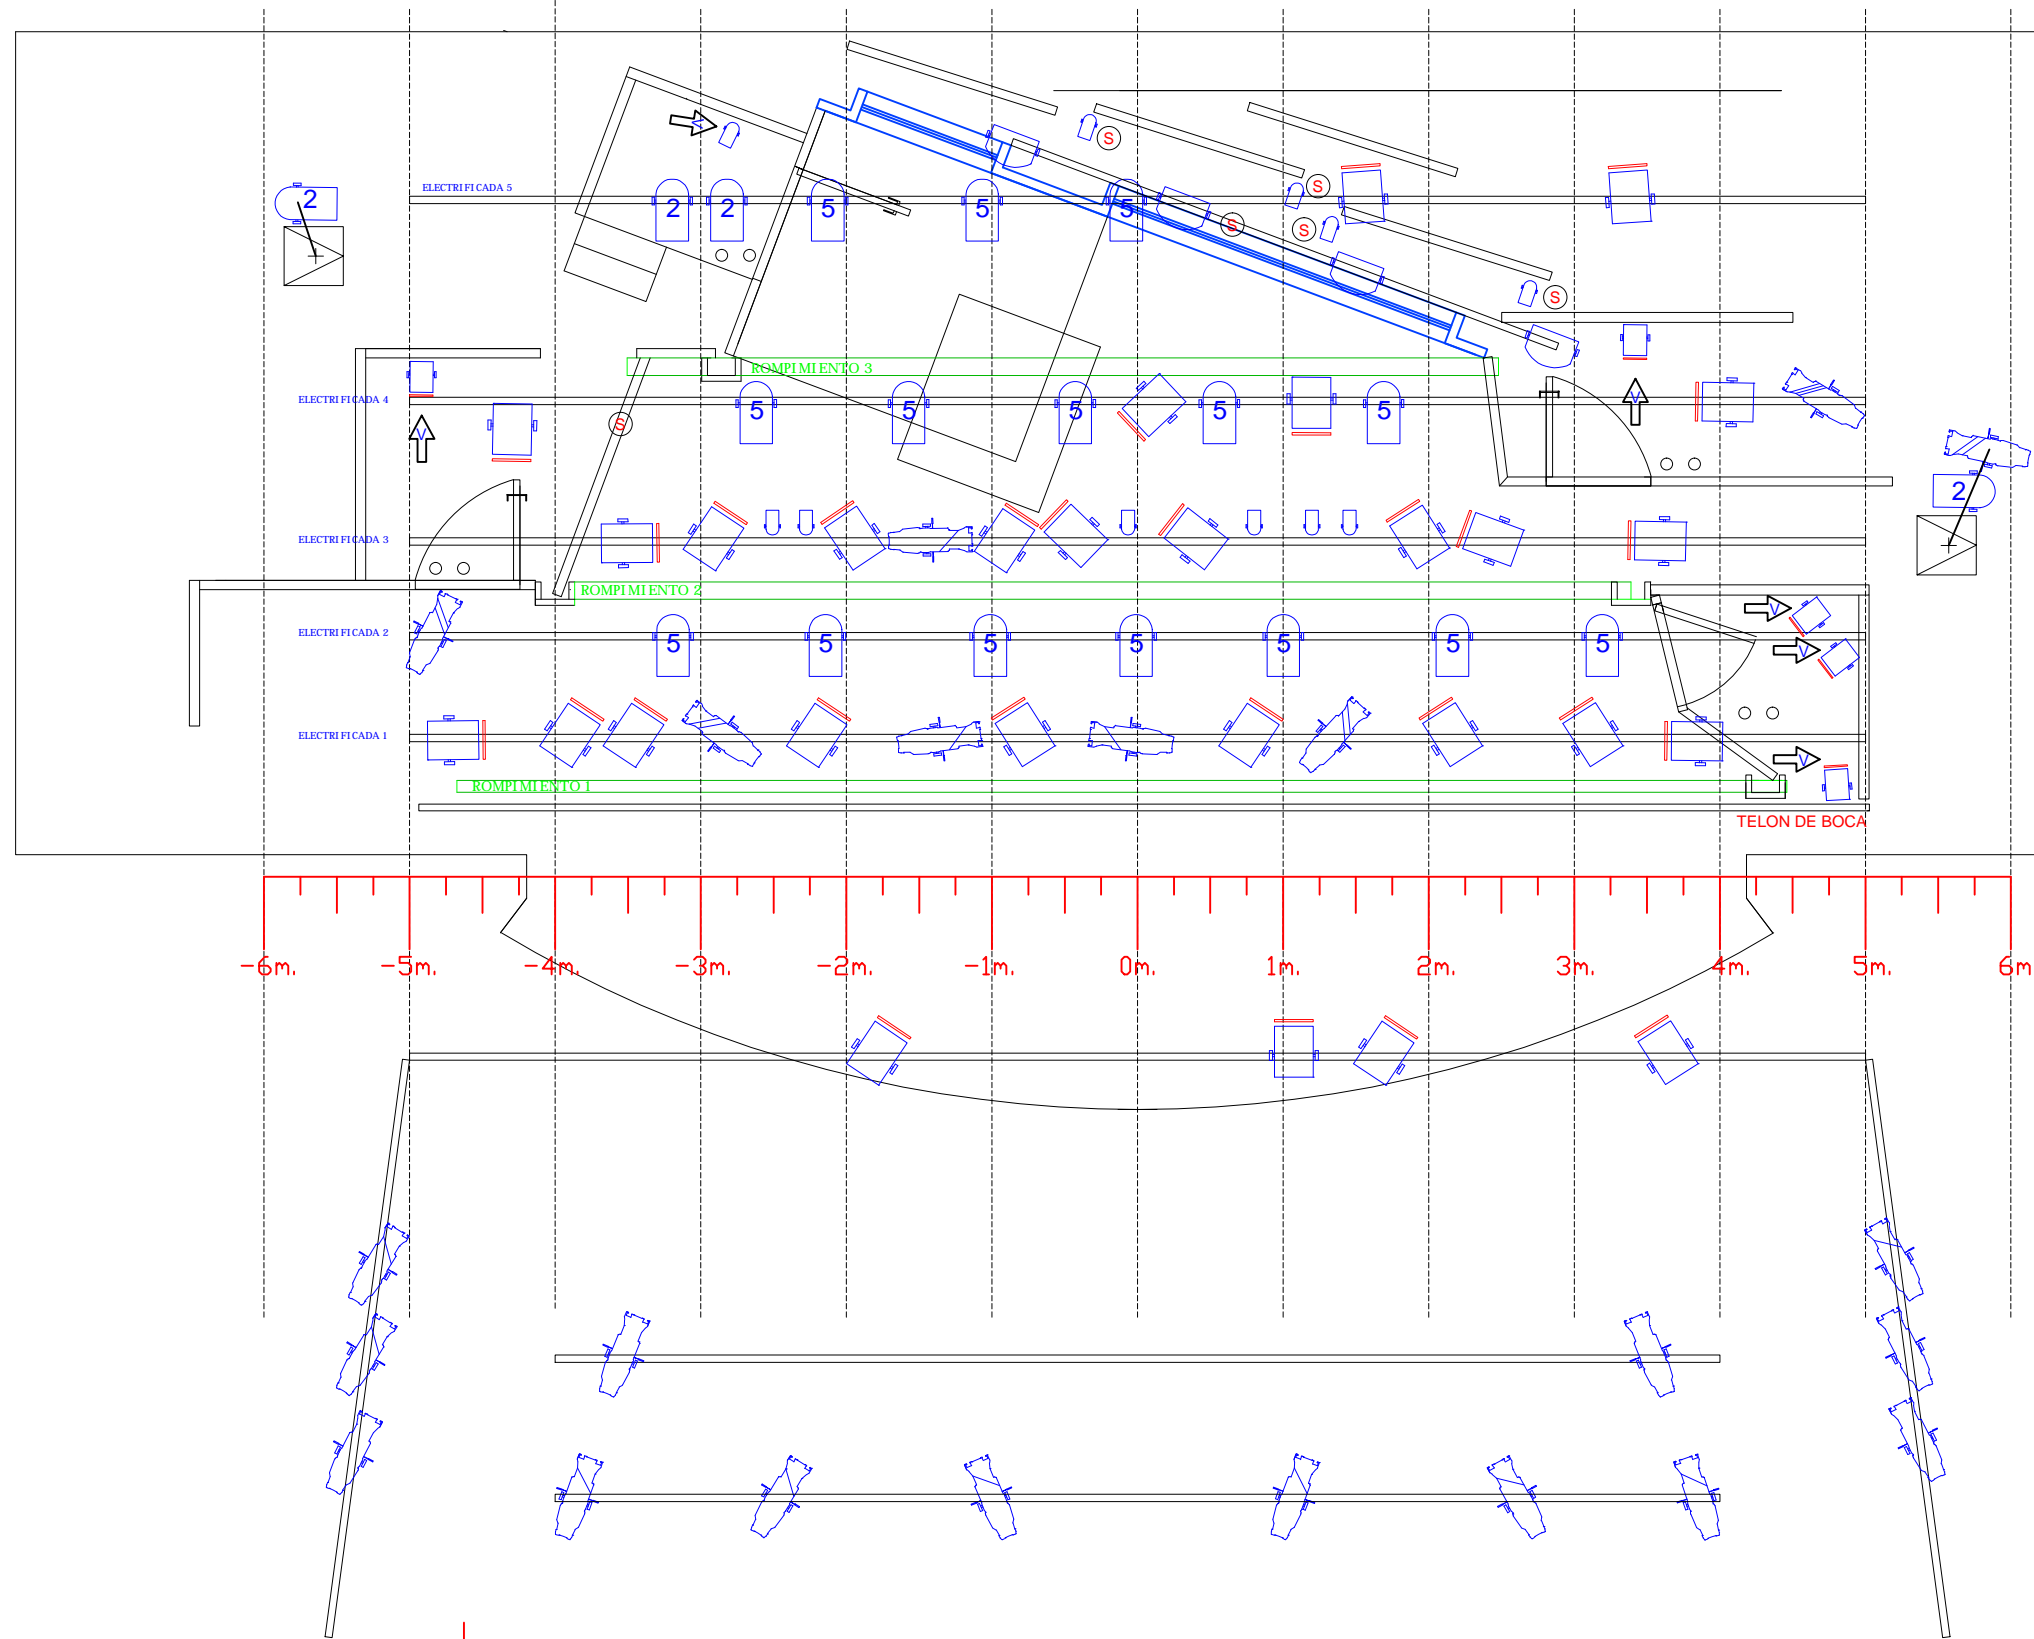 V
S
ELECTRIFICADA 5
S
2
2
2
5
5
5
S
S
S
ROMPIMIENTO 3
ELECTRIFICADA 4
5
5
5
5
5
V
V
S
2
ELECTRIFICADA 3
ROMPIMIENTO 2
V
ELECTRIFICADA 2
5
5
5
5
5
5
5
V
ELECTRIFICADA 1
V
ROMPIMIENTO 1
TELON DE BOCA
-6m. -5m. -4m. -3m. -2m. -1m. 0m. 1m. 2m. 3m. 4m. 5m. 6m